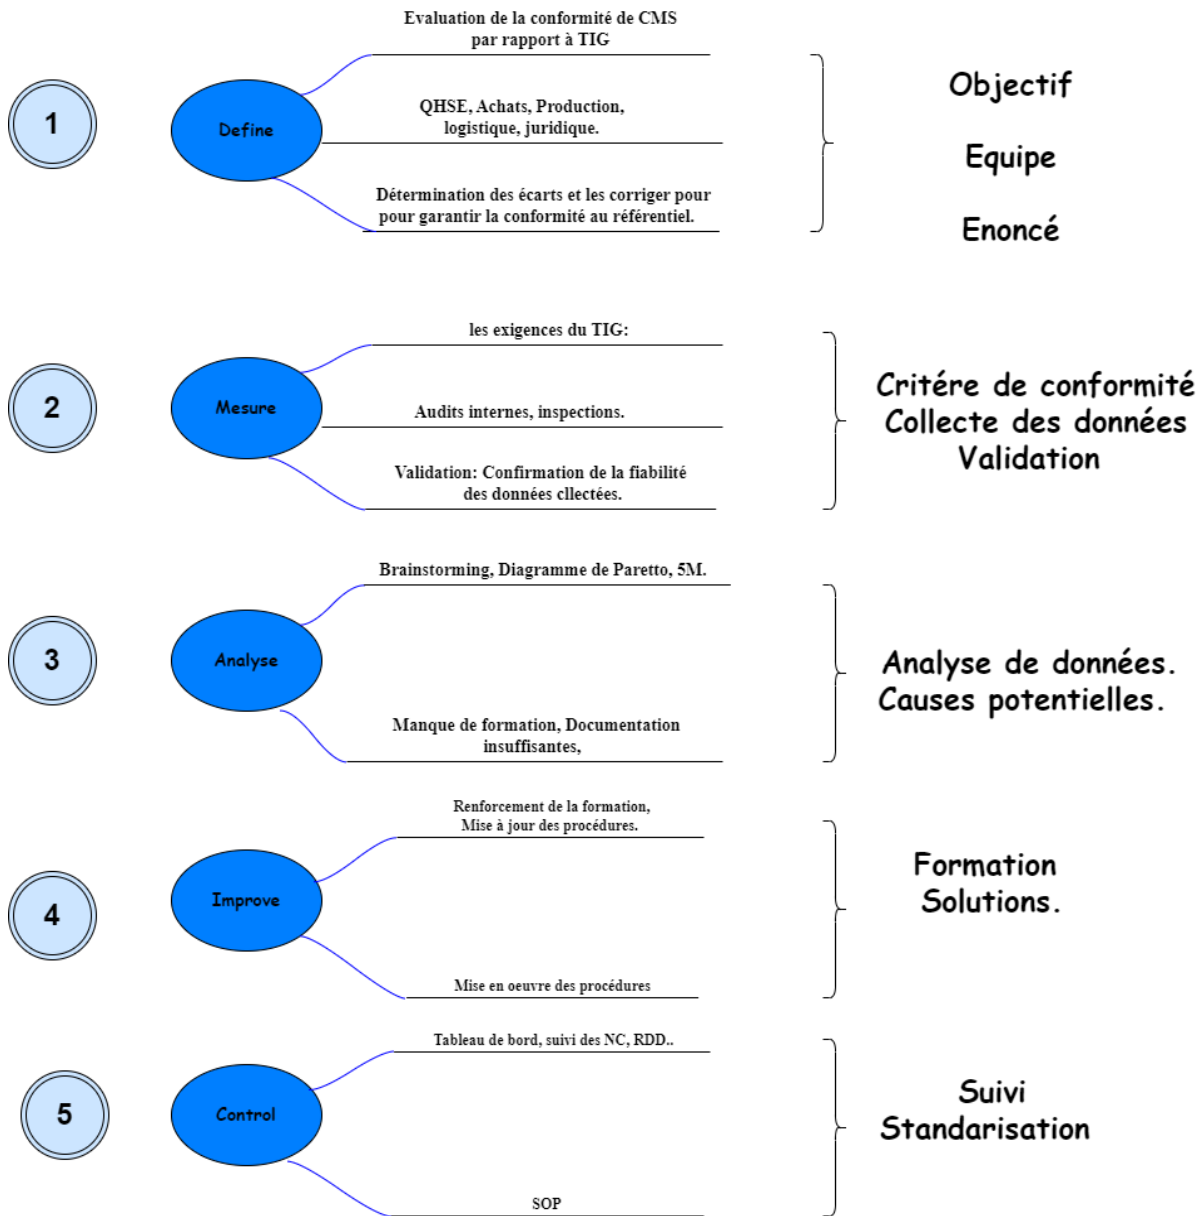 Evaluation de la conformité de CMS
par rapport à TIG
1
Define
QHSE, Achats, Production,
logistique, juridique.
Détermination des écarts et les corriger pour
pour garantir la conformité au référentiel.
Objectif
Equipe
Enoncé
2
Mesure
les exigences du TIG:
Audits internes, inspections.
Validation: Confirmation de la fiabilité
des données cllectées.
Critére de conformité
Collecte des données
Validation
3
Analyse
Brainstorming, Diagramme de Paretto, 5M.
Manque de formation, Documentation
insuffisantes,
Analyse de données.
Causes potentielles.
4
Improve
Renforcement de la formation,
Mise à jour des procédures.
Mise en oeuvre des procédures
Formation
Solutions.
5
Control
Tableau de bord, suivi des NC, RDD..
SOP
Suivi
Standarisation